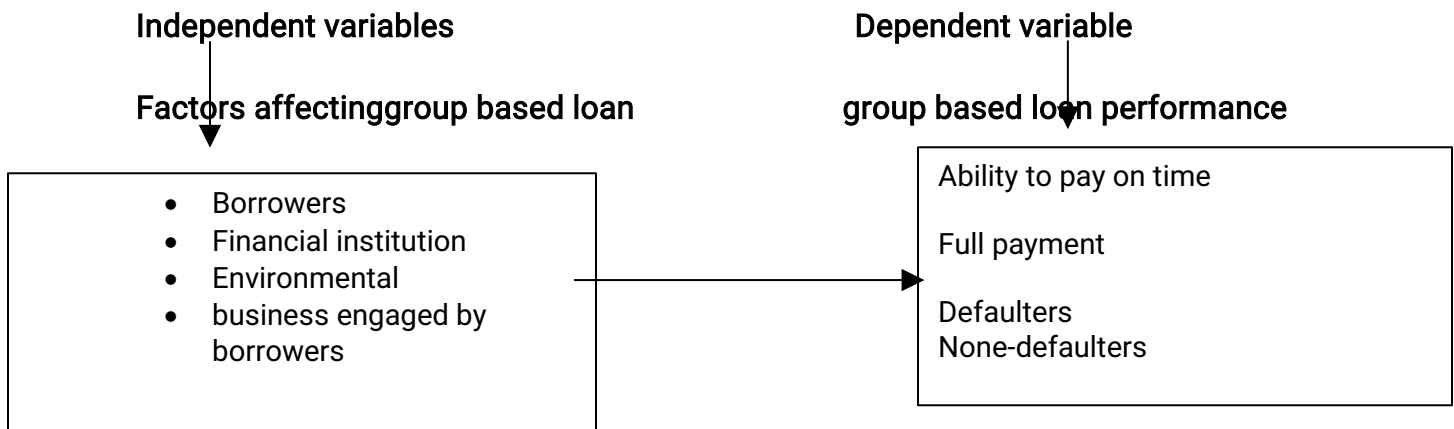 Independent variables
Dependent variable
Factors affectinggroup based loan
group based loan performance
• Borrowers
• Financial institution
• Environmental
• business engaged by
borrowers
Ability to pay on time
Full payment
Defaulters
None-defaulters